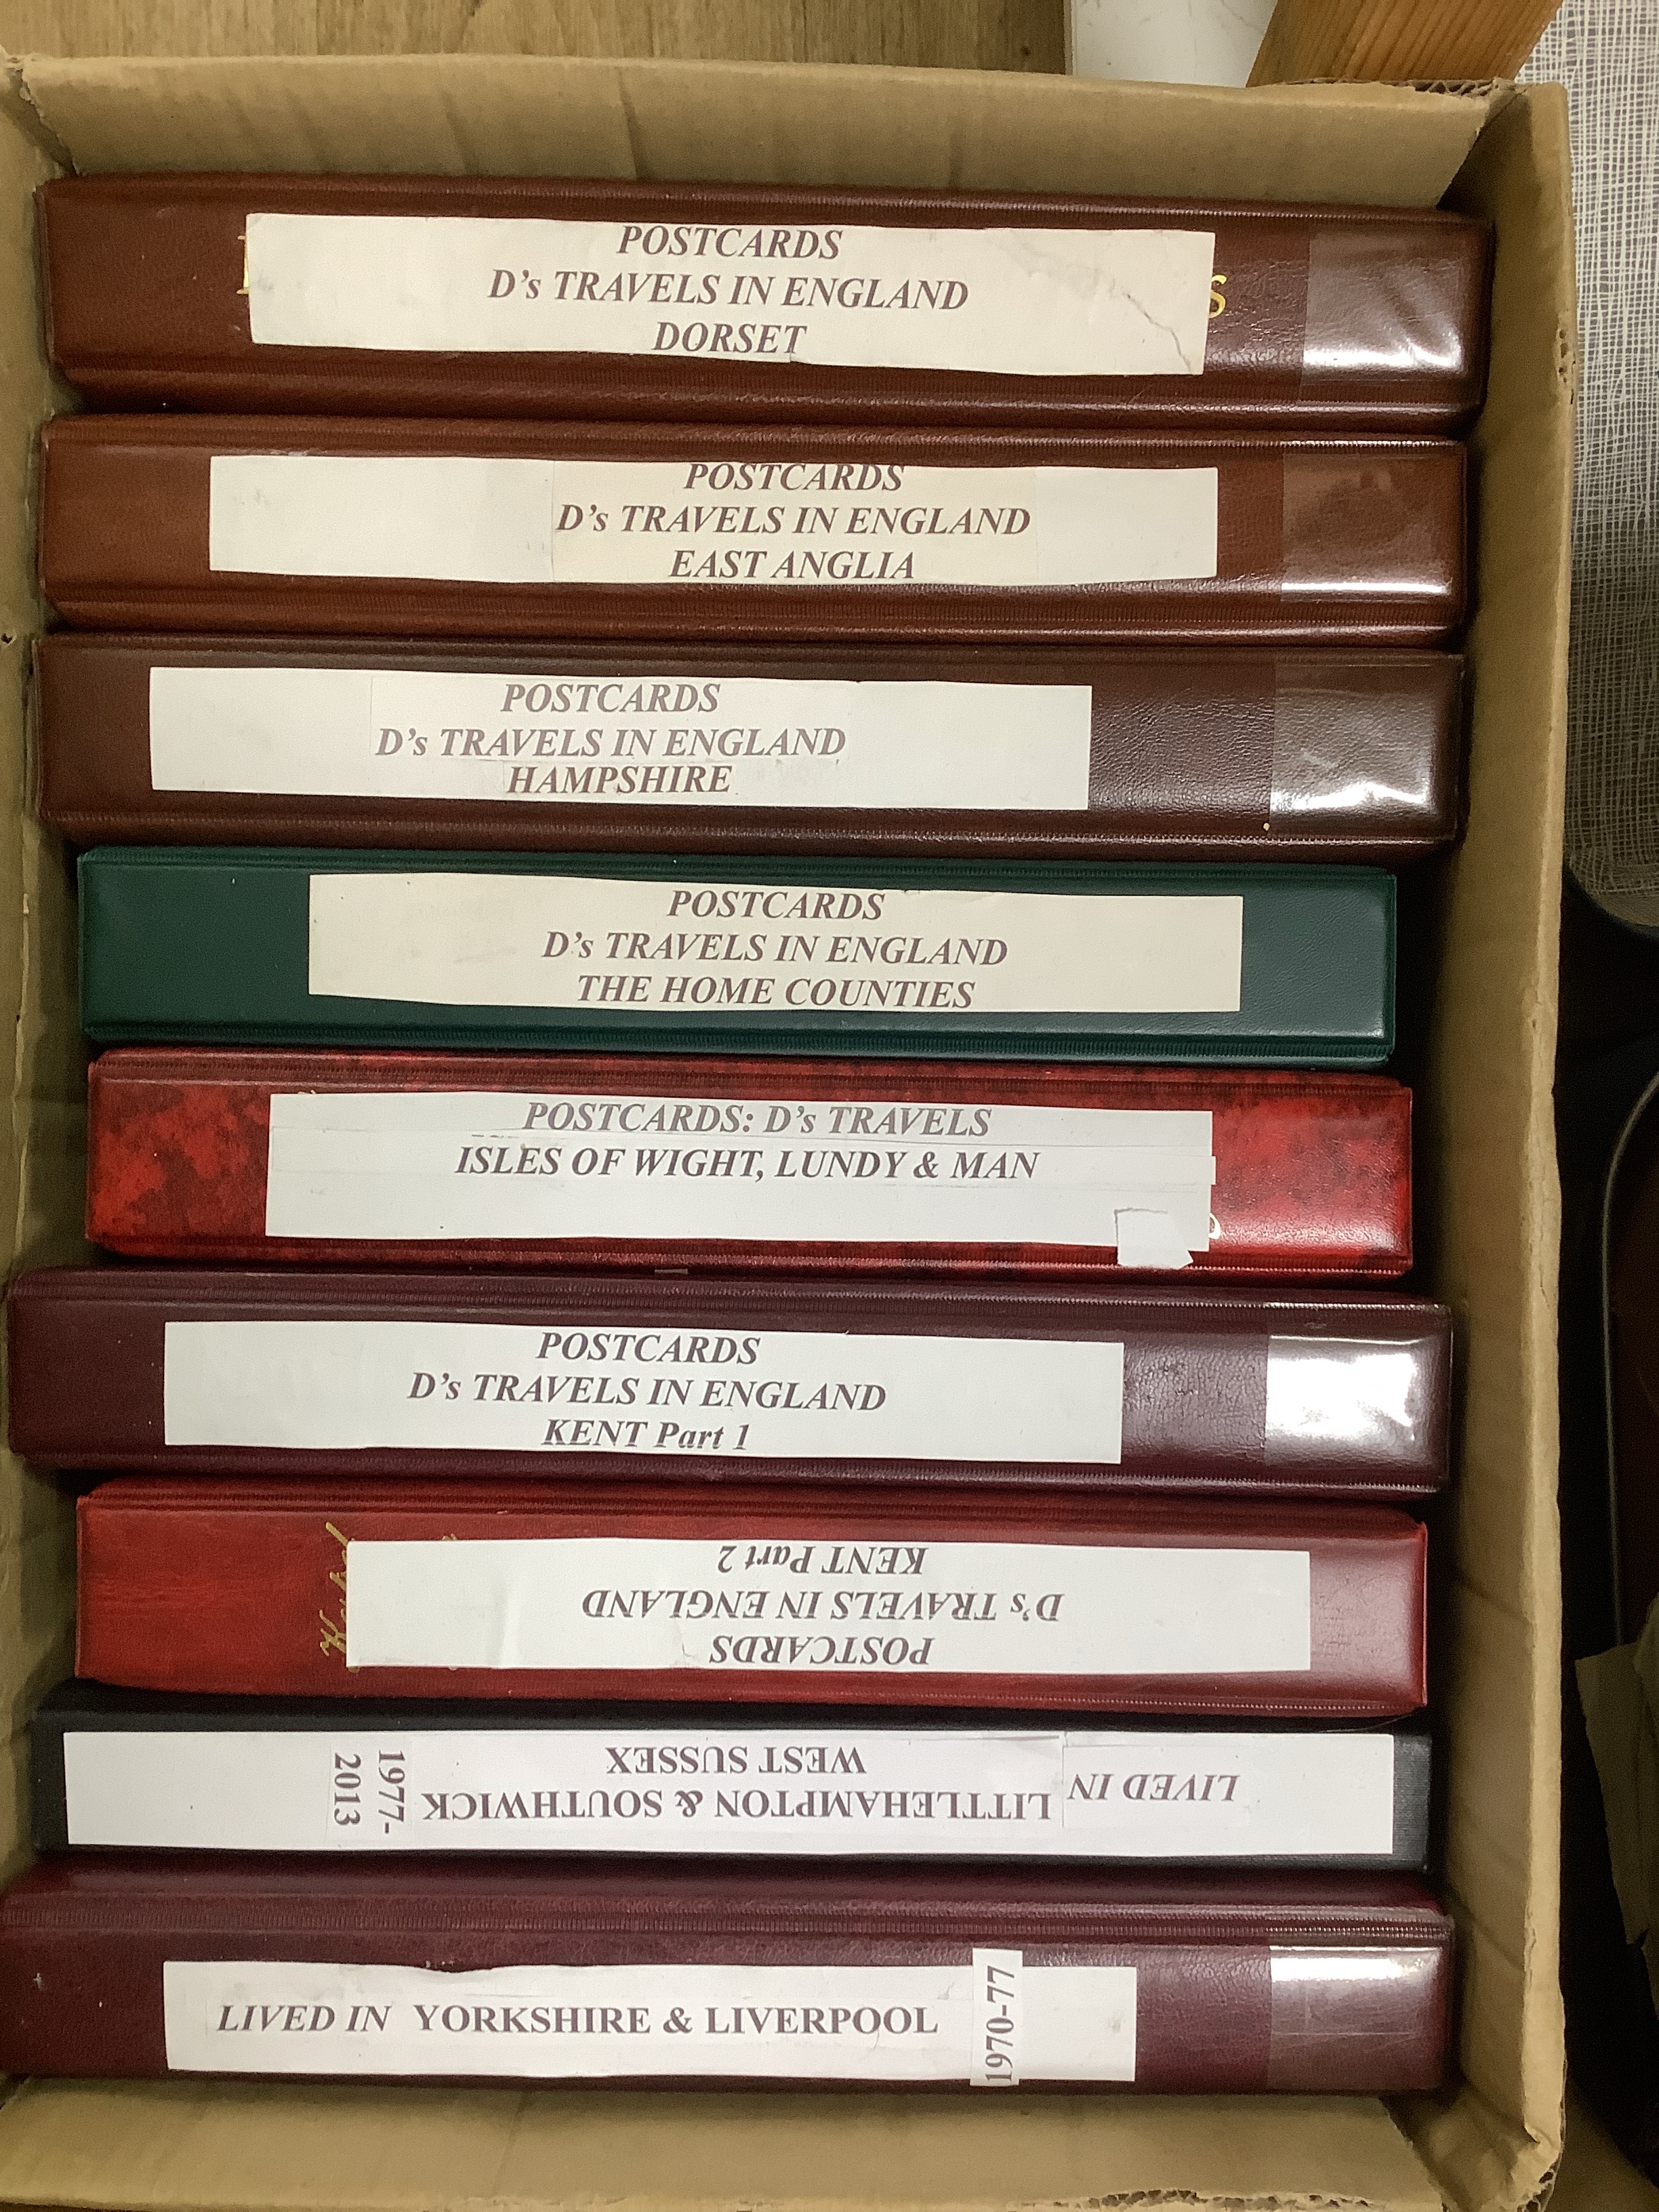 POSTCARDS
D's TRAVELS IN ENGLAND
DORSET
POSTCARDS
D's TRAVELS IN ENGLAND
EAST ANGLIA
POSTCARDS
D's TRAVELS IN ENGLAND
HAMPSHIRE
POSTCARDS
D's TRAVELS IN ENGLAND
THE HOME COUNTIES
POSTCARDS: D's TRAVELS
ISLES OF WIGHT, LUNDY & MAN
POSTCARDS
D's TRAVELS IN ENGLAND
KENT Part 1
POSTCARDS
D's TRAVELS IN ENGLAND
KENT Part 2
LIVED IN
LITTLEHAMPTON & SOUTHWICK
WEST SUSSEX
1977-
2013
LIVED IN YORKSHIRE & LIVERPOOL
1970-77